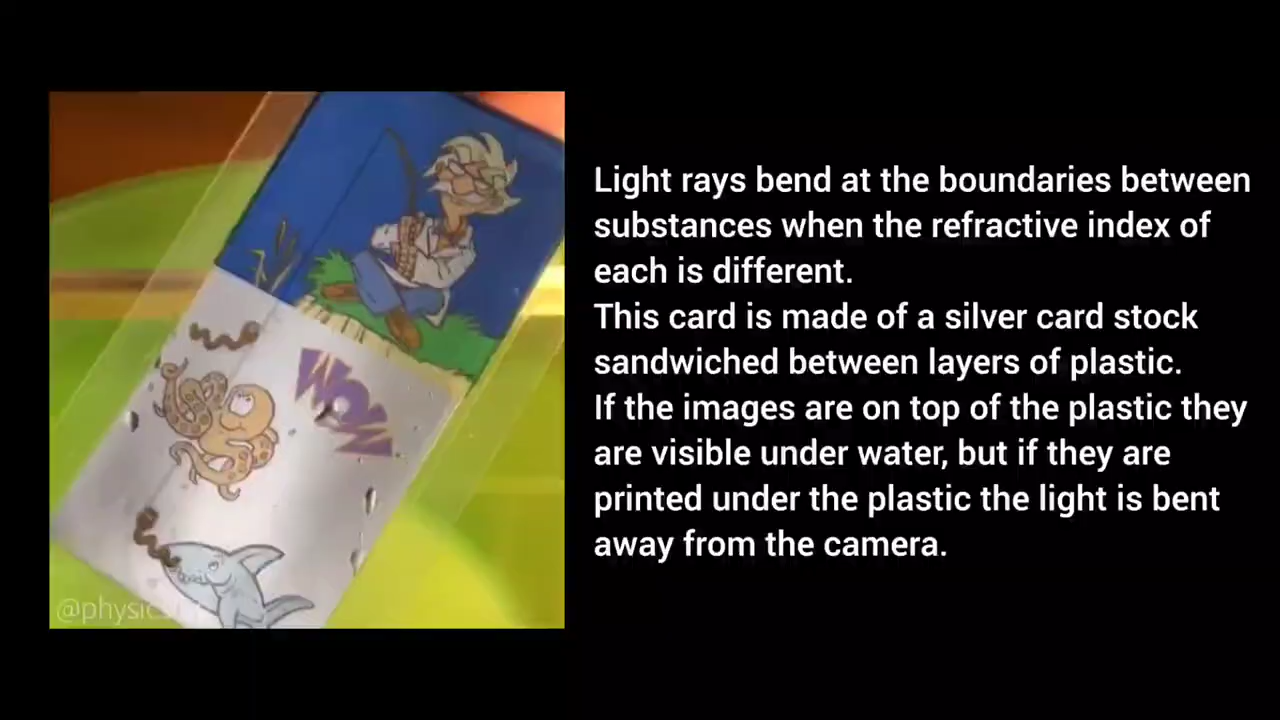 Light rays bend at the boundaries between
substances when the refractive index of
each is different.
This card is made of a silver card stock
sandwiched between layers of plastic.
If the images are on top of the plastic they
are visible under water, but if they are
printed under the plastic the light is bent
away from the camera.
WOW